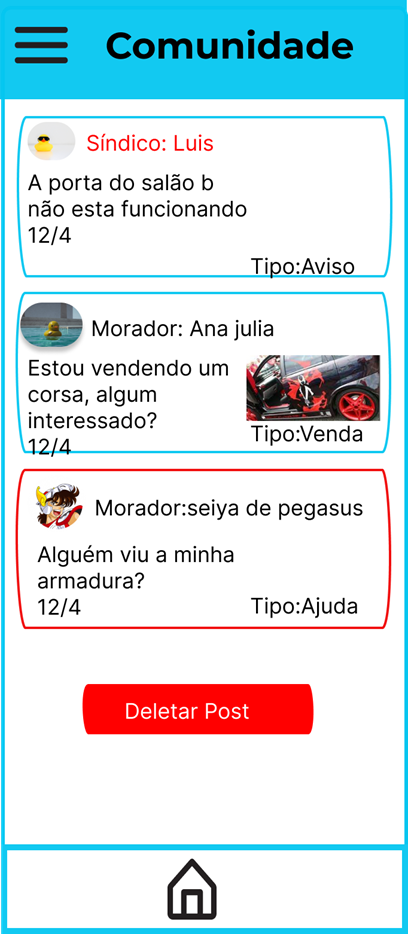 Comunidade
Síndico: Luis
A porta do salão b
não esta funcionando
12/4
Tipo:Aviso
Morador: Ana julia
Estou vendendo um
corsa, algum
interessado?
12/4
Tipo:Venda
Morador:seiya de pegasus
Alguém viu a minha
armadura?
12/4
Tipo:Ajuda
Deletar Post